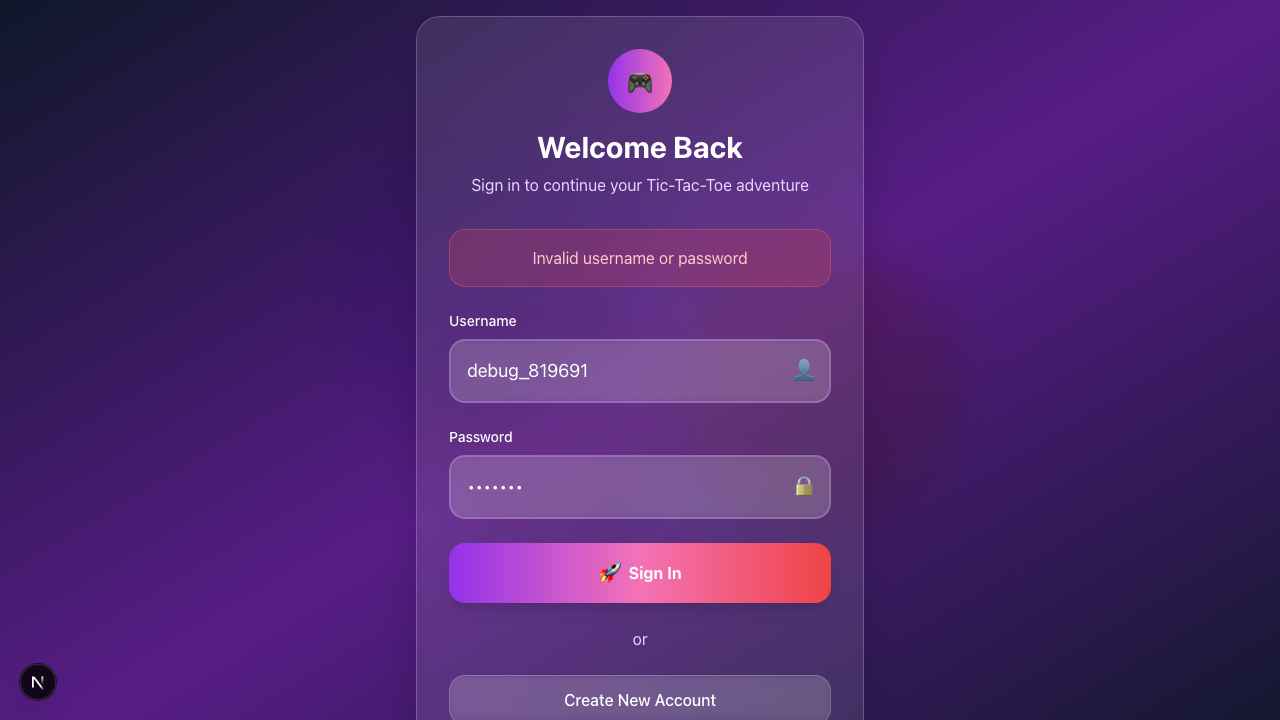 Welcome Back
Sign in to continue your Tic-Tac-Toe adventure
Invalid username or password
Username
debug_819691
Password
•••••••
Sign In
or
Create New Account
N